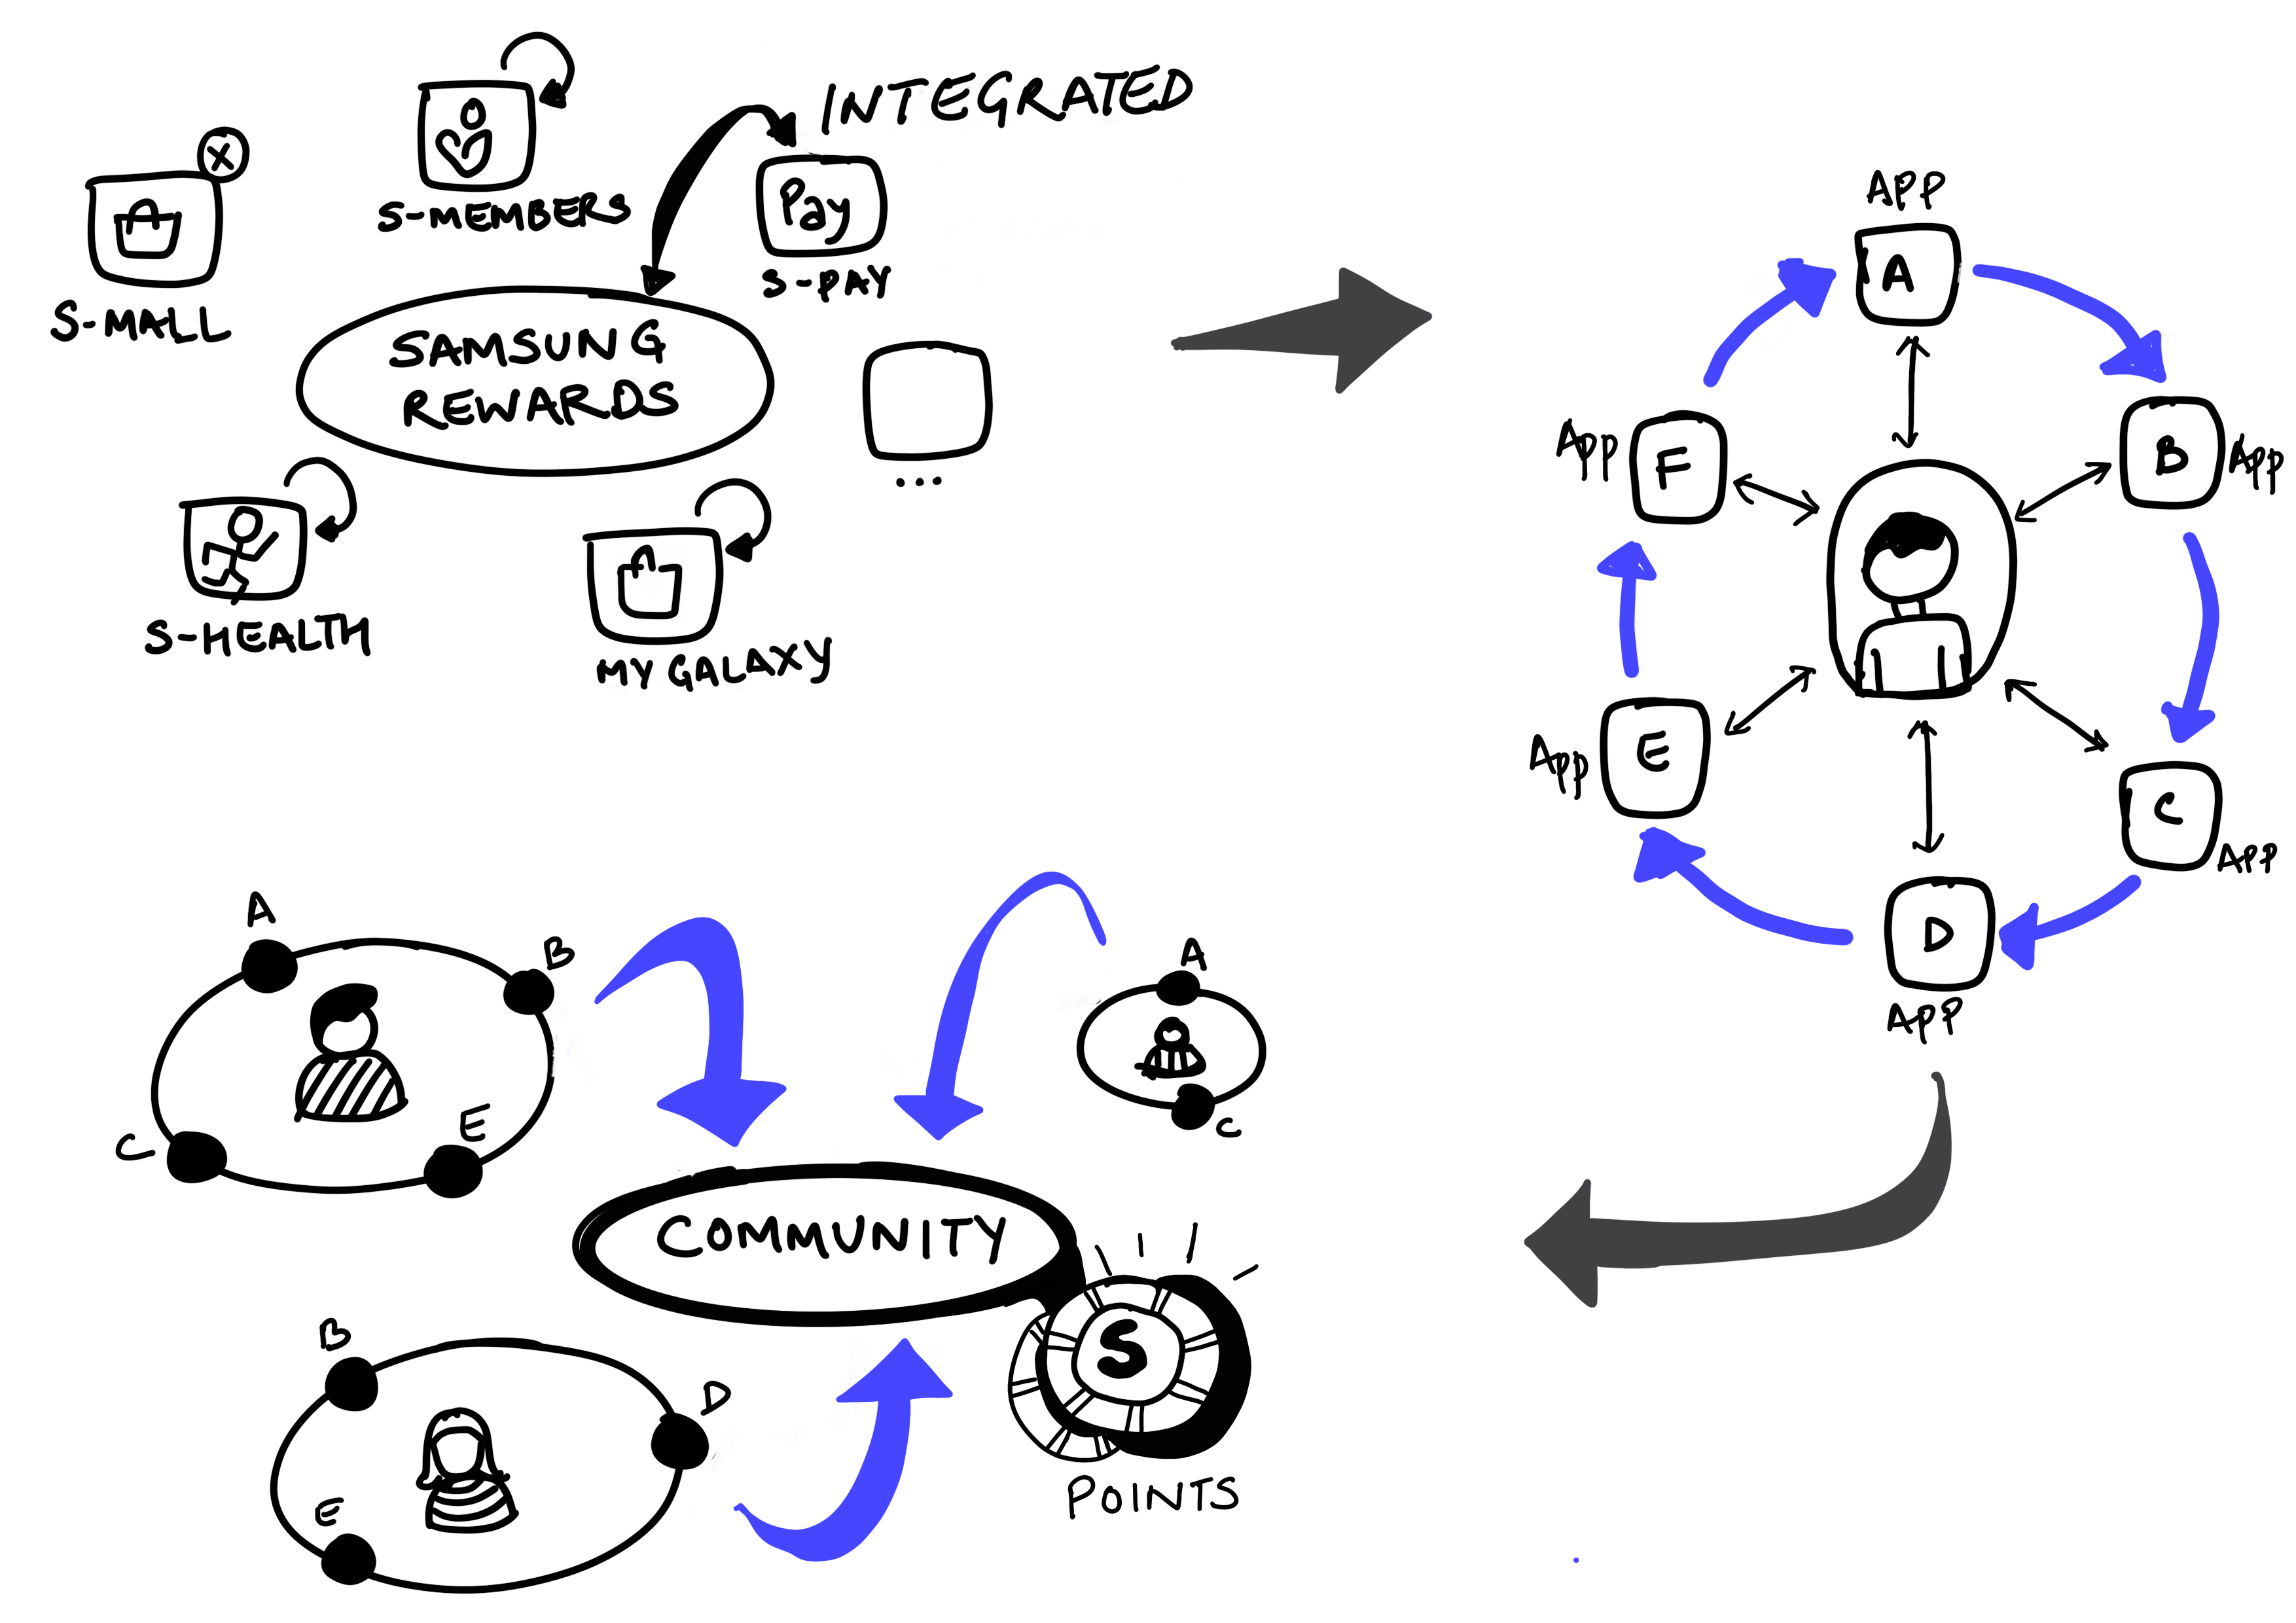 INTEGRATED
S-MEMBERS
Pay
S-PAY
S-MALL
SAMSUNG
REWARDS
S-HEALTH
MY GALAXY
...
APP
A
B
App
C
APP
D
APP
E
App
F
App
A
B
C
E
A
C
COMMUNITY
S
POINTS
B
D
E